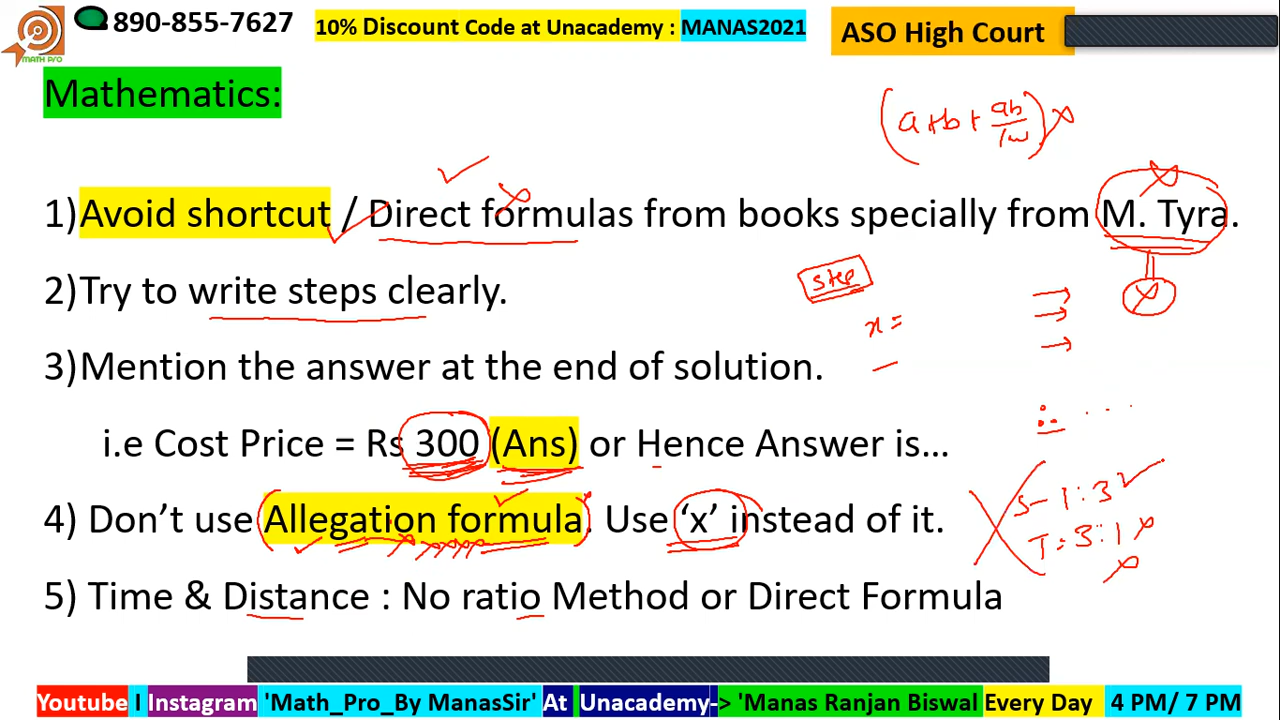 890-855-7627 10% Discount Code at Unacademy : MANAS2021 ASO High Court
MATH PRO
Mathematics:
(a+b+ab/100)
1)Avoid shortcut / Direct formulas from books specially from M. Tyra.
2)Try to write steps clearly.
step
x =
3)Mention the answer at the end of solution.
∴ ...
i.e Cost Price = Rs 300 (Ans) or Hence Answer is...
S- 1:3
4) Don't use Allegation formula. Use 'x' instead of it.
T= 3:1
5) Time & Distance : No ratio Method or Direct Formula
Youtube I Instagram 'Math_Pro_By ManasSir' At Unacademy-> 'Manas Ranjan Biswal Every Day 4 PM/ 7 PM